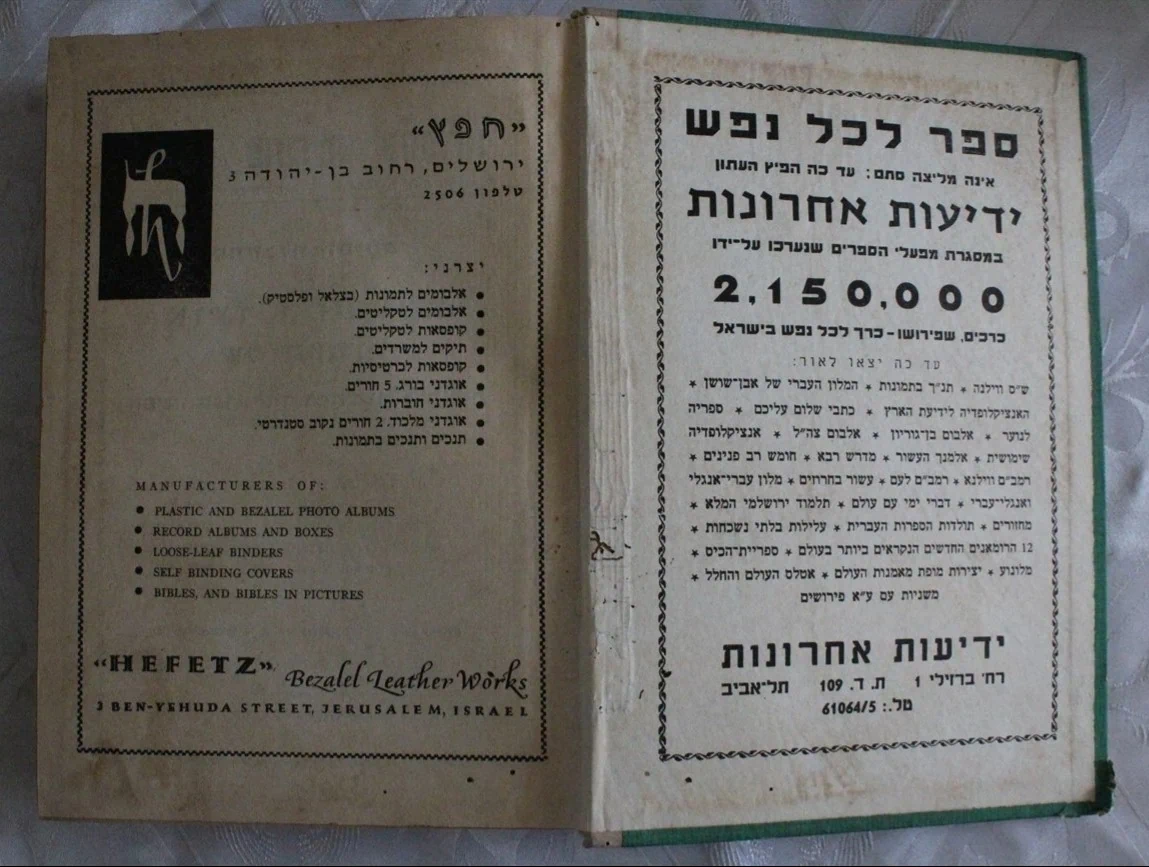 ספר לכל נפש
אינה מליצה סתם: עד כה הפיץ העתון
ידיעות אחרונות
במסגרת מפעלי הספרים שנערכו על־ידו
2,150,000
כרכים, שפירושו - כרך לכל נפש בישראל
עד כה יצאו לאור:
ש״ס ווילנה ★ תנ״ך בתמונות ★ המלון העברי של אבן־שושן ★
האנציקלופדיה לידיעת הארץ ★ כתבי שלום עליכם ★ ספריה
לנוער ★ אלבום בן־גוריון ★ אלבום צה״ל ★ אנציקלופדיה
שימושית ★ אלמנך העשור ★ מדרש רבא ★ חומש רב פנינים ★
רמב״ם ווילנא ★ רמב״ם לעם ★ עשור בחרוזים ★ מלון עברי־אנגלי
ואנגלי־עברי ★ דברי ימי עם עולם ★ תלמוד ירושלמי המלא ★
מחזורים ★ תולדות הספרות העברית ★ עלילות בלתי נשכחות ★
12 הרומאנים החדשים הנקראים ביותר בעולם ★ ספריית־הכיס ★
מלונוע ★ יצירות מופת מאמנות העולם ★ אטלס העולם והחלל ★
משניות עם ע״א פירושים
ידיעות אחרונות
רח׳ ברזילי 1 ת. ד. 109 תל־אביב
טל.: 61064/5
„חפץ“
ירושלים, רחוב בן-יהודה 3
טלפון 2506
יצרני:
● אלבומים לתמונות (בצלאל ופלסטיק).
● אלבומים לטקליטים.
● קופסאות לטקליטים.
● תיקים למשרדים.
● קופסאות לכרטיסיות.
● אוגדני בורג. 5 חורים.
● אוגדני חוברות.
● אוגדני מלכוד. 2 חורים נקוב סטנדרטי.
● תנכים ותנכים בתמונות.
MANUFACTURERS OF:
● PLASTIC AND BEZALEL PHOTO ALBUMS
● RECORD ALBUMS AND BOXES
● LOOSE-LEAF BINDERS
● SELF BINDING COVERS
● BIBLES, AND BIBLES IN PICTURES
“HEFETZ” Bezalel Leather Works
3 BEN-YEHUDA STREET, JERUSALEM, ISRAEL